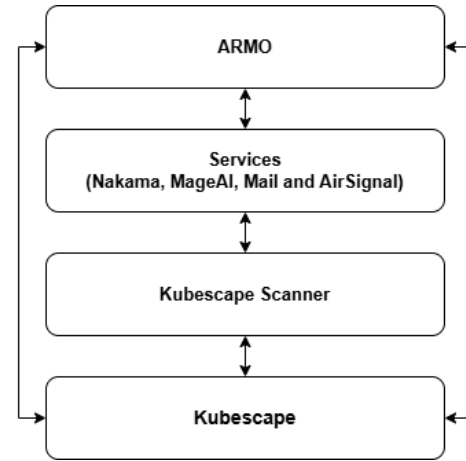 ARMO
Services
(Nakama, MageAI, Mail and AirSignal)
Kubescape Scanner
Kubescape